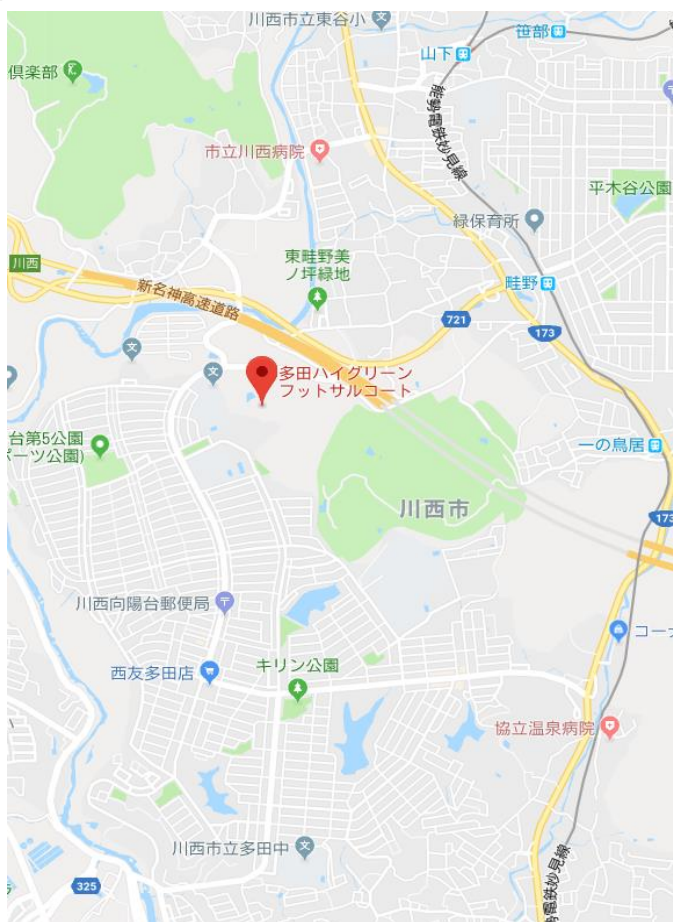 川西市立東谷小
笹部
山下
倶楽部
能勢電鉄妙見線
市立川西病院
平木谷公園
緑保育所
東畦野美
ノ坪緑地
川西
新名神高速道路
畦野
721
173
多田ハイグリーン
フットサルコート
台第5公園
ポーツ公園)
一の鳥居
川西市
173
川西向陽台郵便局
コーナ
西友多田店
キリン公園
協立温泉病院
川西市立多田中
勢電鉄妙見線
325